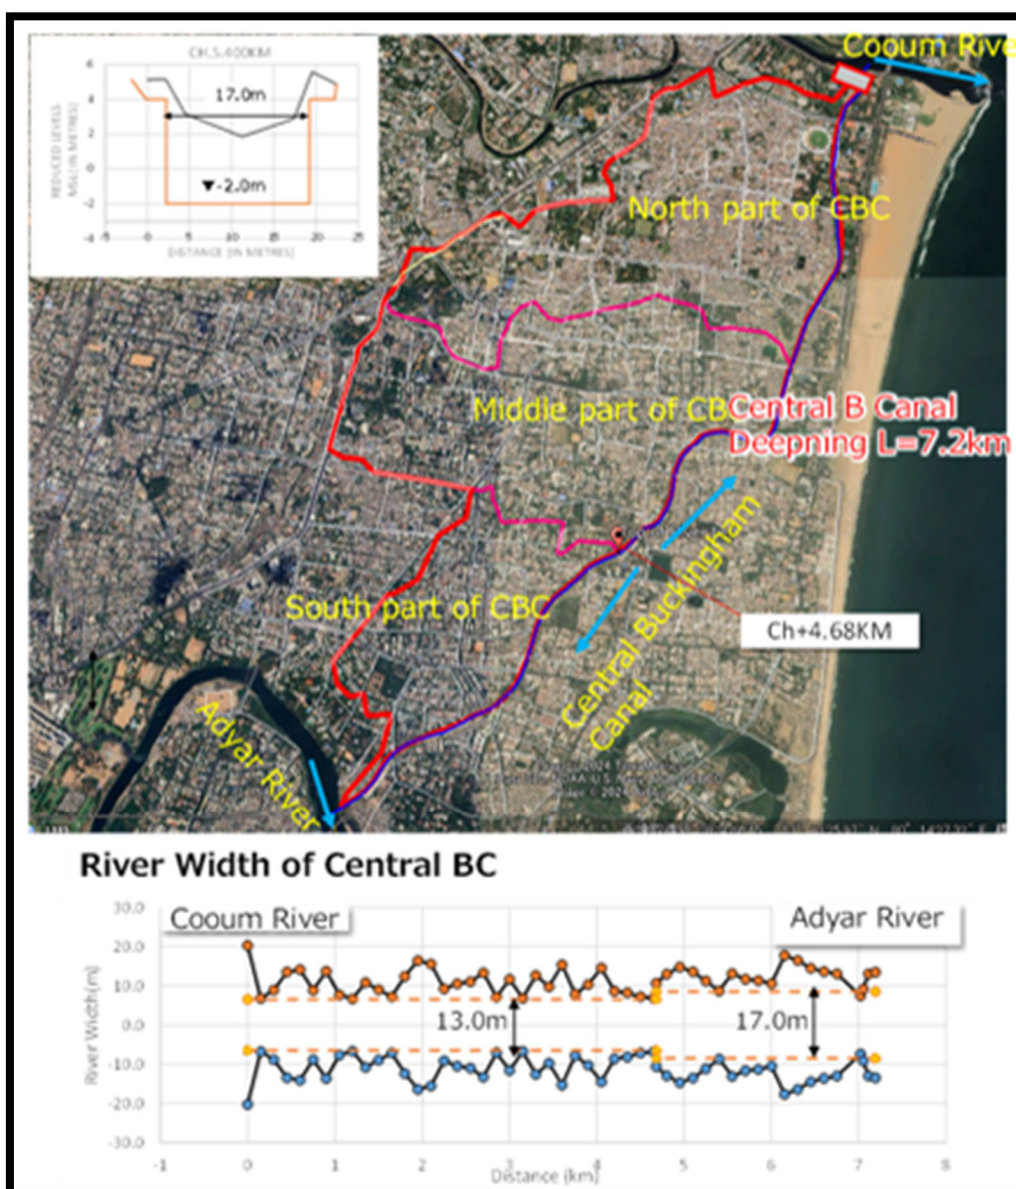 CH.5.400KM
REDUCED LEVELS
MSL(IN METRES)
6
4
2
0
-2
-4
17.0m
▼-2.0m
-5
0
5
10
15
20
25
DISTANCE (IN METRES)
Cooum Rive
North part of CBC
Middle part of CB
Central B Canal
Deepning L=7.2km
South part of CBC
Central Buckingham
Canal
Ch+4.68KM
Adyar River
River Width of Central BC
Cooum River
Adyar River
River Width(m)
30.0
20.0
10.0
0.0
-10.0
-20.0
-30.0
13.0m
17.0m
-1
0
1
2
3
4
5
6
7
8
Distance (km)